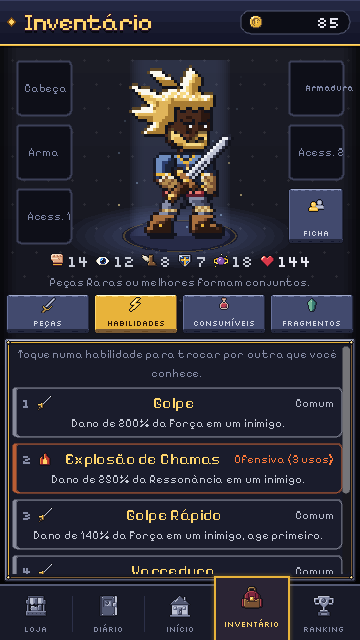 Inventário
85
Cabeça
Armadura
Arma
Acess. 2
Acess. 1
FICHA
14 12 8 7 18 144
Peças Raras ou melhores formam conjuntos.
PEÇAS HABILIDADES CONSUMÍVEIS FRAGMENTOS
Toque numa habilidade para trocar por outra que você
conhece.
1 Golpe Comum
Dano de 200% da Força em um inimigo.
2 Explosão de Chamas Ofensiva (3 usos)
Dano de 390% da Ressonância em um inimigo.
3 Golpe Rápido Comum
Dano de 140% da Força em um inimigo, age primeiro.
4 Varredura Comum
LOJA DIÁRIO INÍCIO INVENTÁRIO RANKING